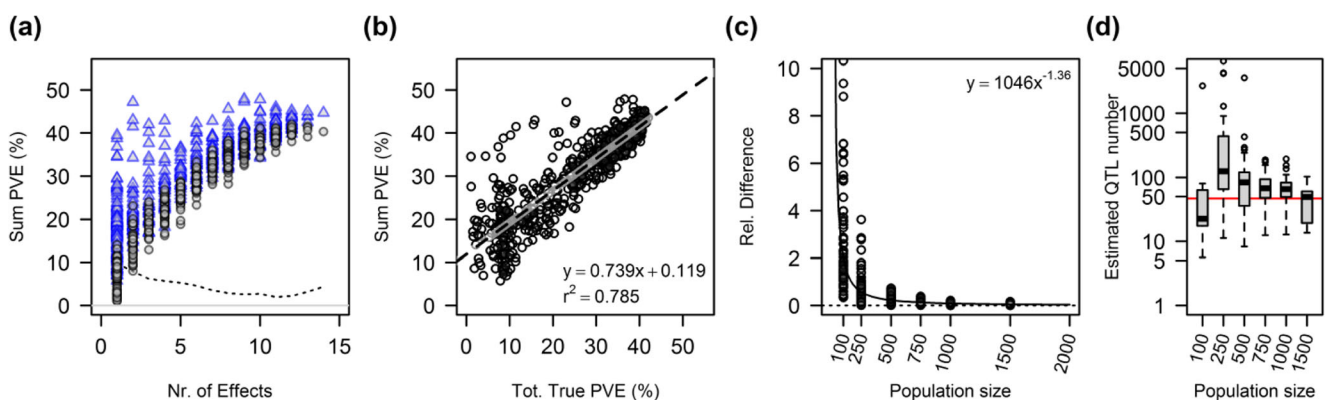 (a)
Sum PVE (%)
50
40
30
20
10
0
0 5 10 15
Nr. of Effects
(b)
Sum PVE (%)
50
40
30
20
10
0
y = 0.739x + 0.119
r² = 0.785
0 10 20 30 40 50
Tot. True PVE (%)
(c)
Rel. Difference
10
8
6
4
2
0
y = 1046x⁻¹·³⁶
100 250 500 750 1000 1500 2000
Population size
(d)
Estimated QTL number
5000
1000
500
100
50
10
5
1
100 250 500 750 1000 1500
Population size